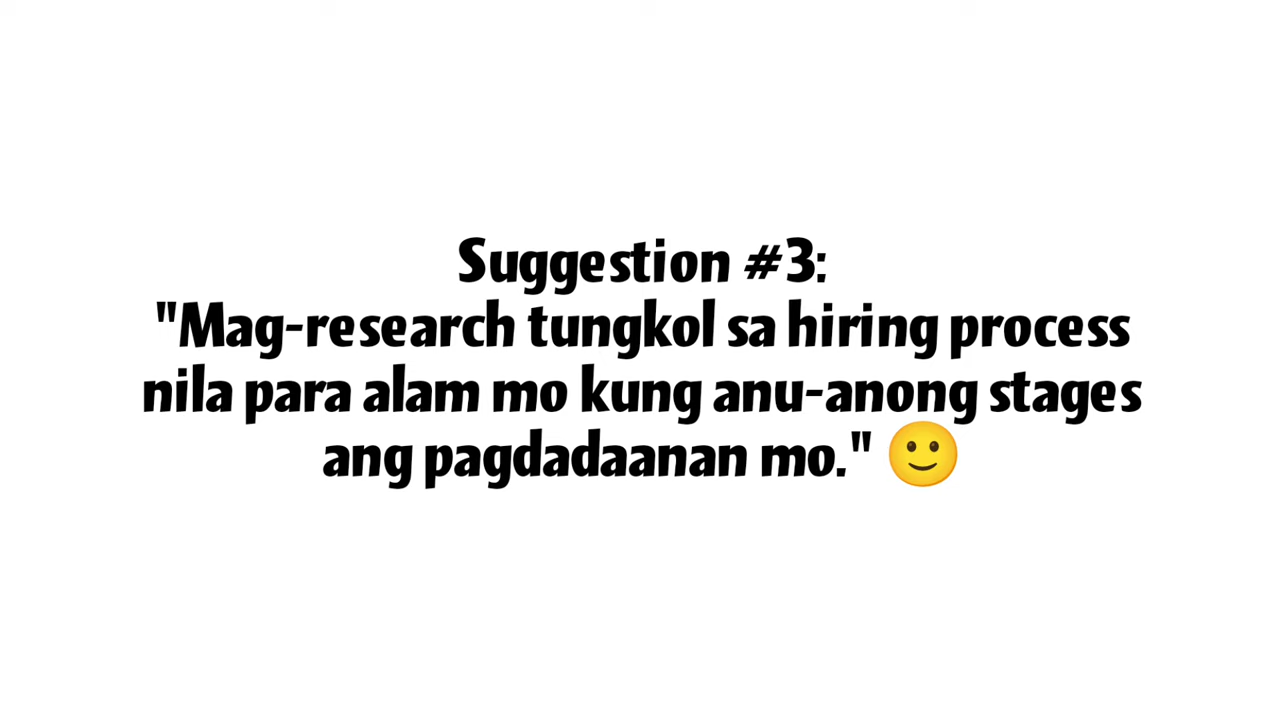 Suggestion #3:
"Mag-research tungkol sa hiring process
nila para alam mo kung anu-anong stages
ang pagdadaanan mo." 🙂